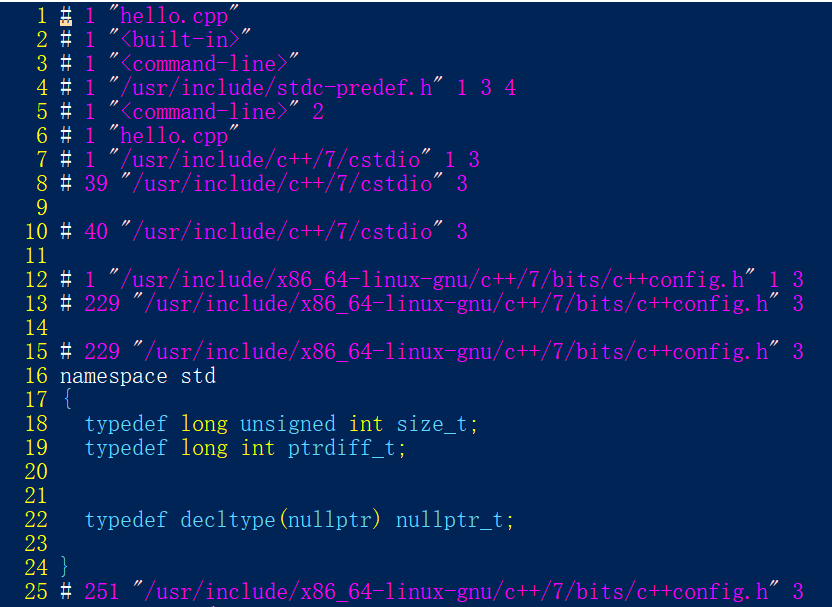 1 # 1 "hello.cpp"
2 # 1 "<built-in>"
3 # 1 "<command-line>"
4 # 1 "/usr/include/stdc-predef.h" 1 3 4
5 # 1 "<command-line>" 2
6 # 1 "hello.cpp"
7 # 1 "/usr/include/c++/7/cstdio" 1 3
8 # 39 "/usr/include/c++/7/cstdio" 3
9
10 # 40 "/usr/include/c++/7/cstdio" 3
11
12 # 1 "/usr/include/x86_64-linux-gnu/c++/7/bits/c++config.h" 1 3
13 # 229 "/usr/include/x86_64-linux-gnu/c++/7/bits/c++config.h" 3
14
15 # 229 "/usr/include/x86_64-linux-gnu/c++/7/bits/c++config.h" 3
16 namespace std
17 {
18   typedef long unsigned int size_t;
19   typedef long int ptrdiff_t;
20
21
22   typedef decltype(nullptr) nullptr_t;
23
24 }
25 # 251 "/usr/include/x86_64-linux-gnu/c++/7/bits/c++config.h" 3